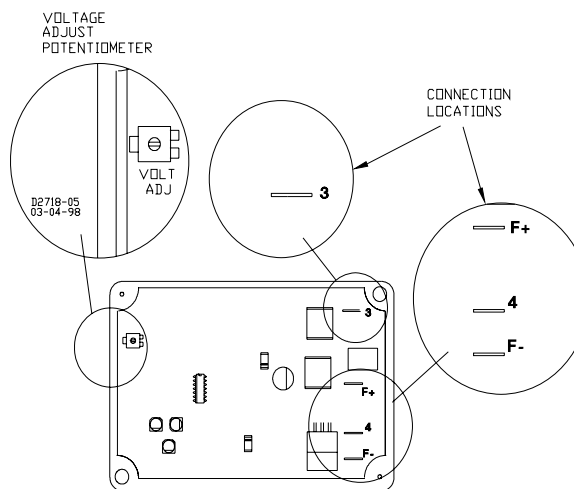 VOLTAGE
ADJUST
POTENTIOMETER
VOLT
ADJ
D2718-05
03-04-98
3
CONNECTION
LOCATIONS
F+
4
F-
3
F+
4
F-